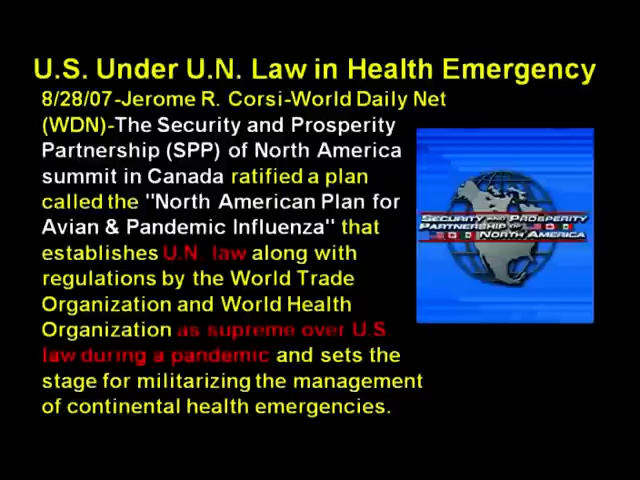 U.S. Under U.N. Law in Health Emergency
8/28/07-Jerome R. Corsi-World Daily Net
(WDN)-The Security and Prosperity
Partnership (SPP) of North America
summit in Canada ratified a plan
called the "North American Plan for
Avian & Pandemic Influenza" that
establishes U.N. law along with
regulations by the World Trade
Organization and World Health
Organization as supreme over U.S.
law during a pandemic and sets the
stage for militarizing the management
of continental health emergencies.
SECURITY AND PROSPERITY
PARTNERSHIP OF
NORTH AMERICA